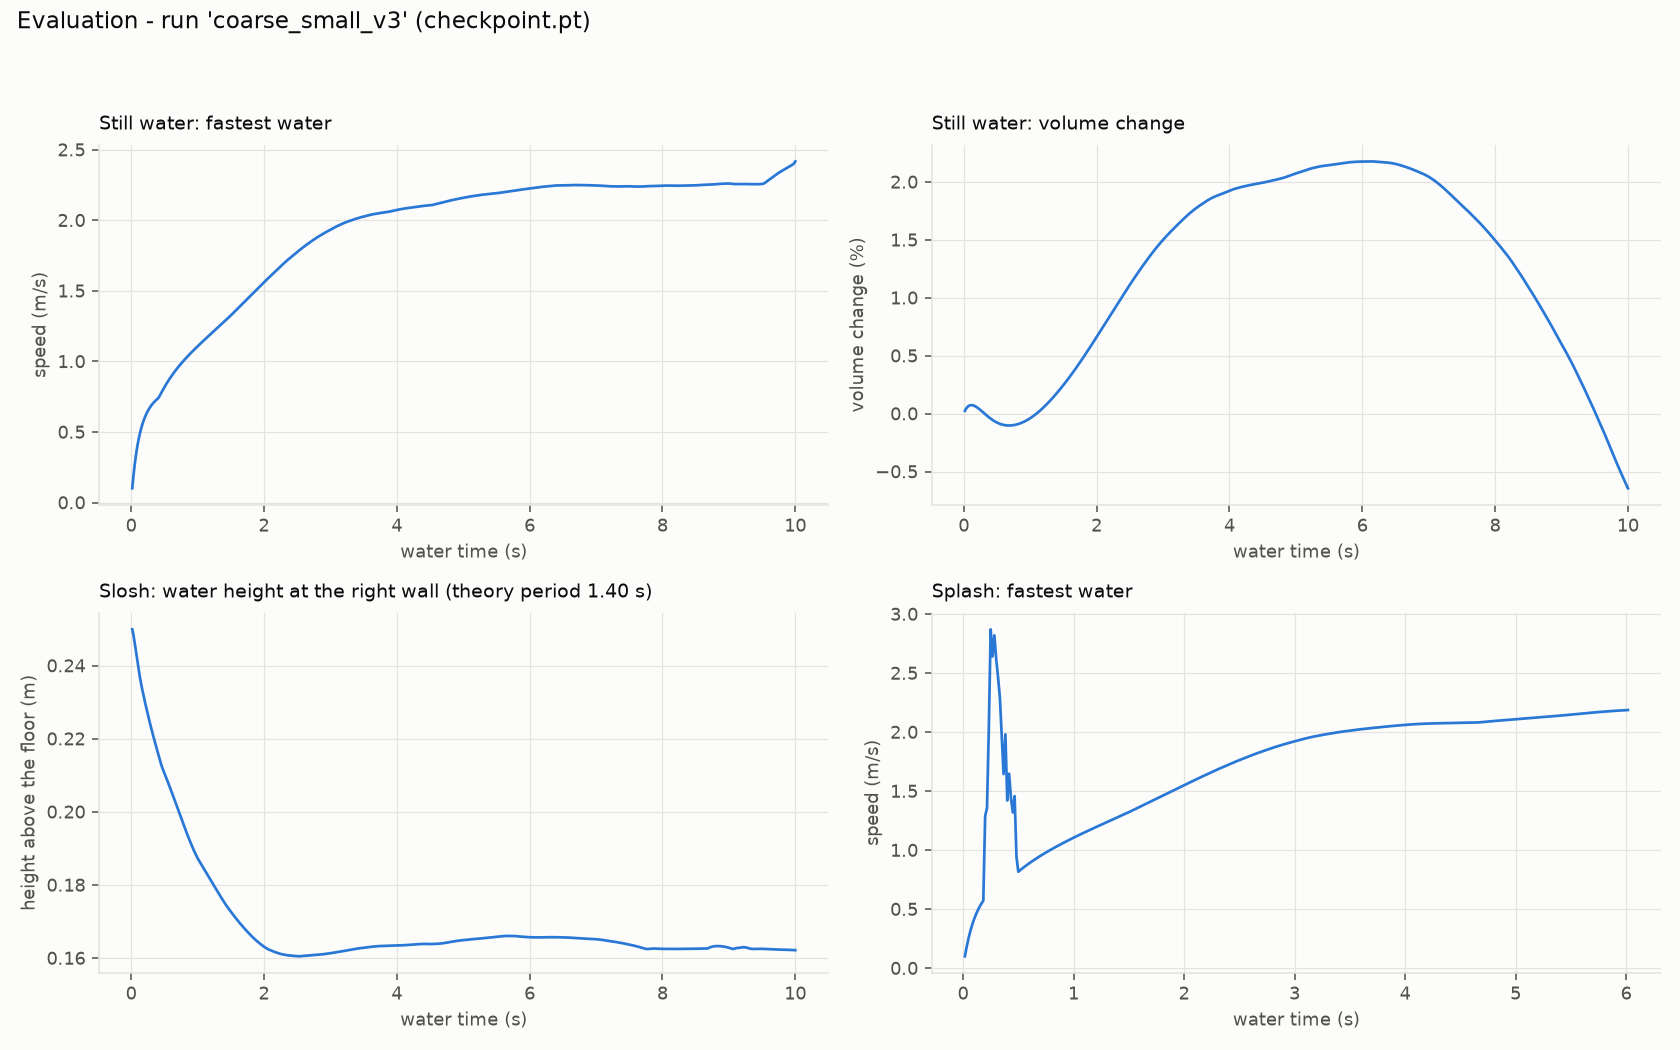 Evaluation - run 'coarse_small_v3' (checkpoint.pt)
Still water: fastest water
speed (m/s)
2.5
2.0
1.5
1.0
0.5
0.0
0 2 4 6 8 10
water time (s)
Still water: volume change
volume change (%)
2.0
1.5
1.0
0.5
0.0
−0.5
0 2 4 6 8 10
water time (s)
Slosh: water height at the right wall (theory period 1.40 s)
height above the floor (m)
0.24
0.22
0.20
0.18
0.16
0 2 4 6 8 10
water time (s)
Splash: fastest water
speed (m/s)
3.0
2.5
2.0
1.5
1.0
0.5
0.0
0 1 2 3 4 5 6
water time (s)